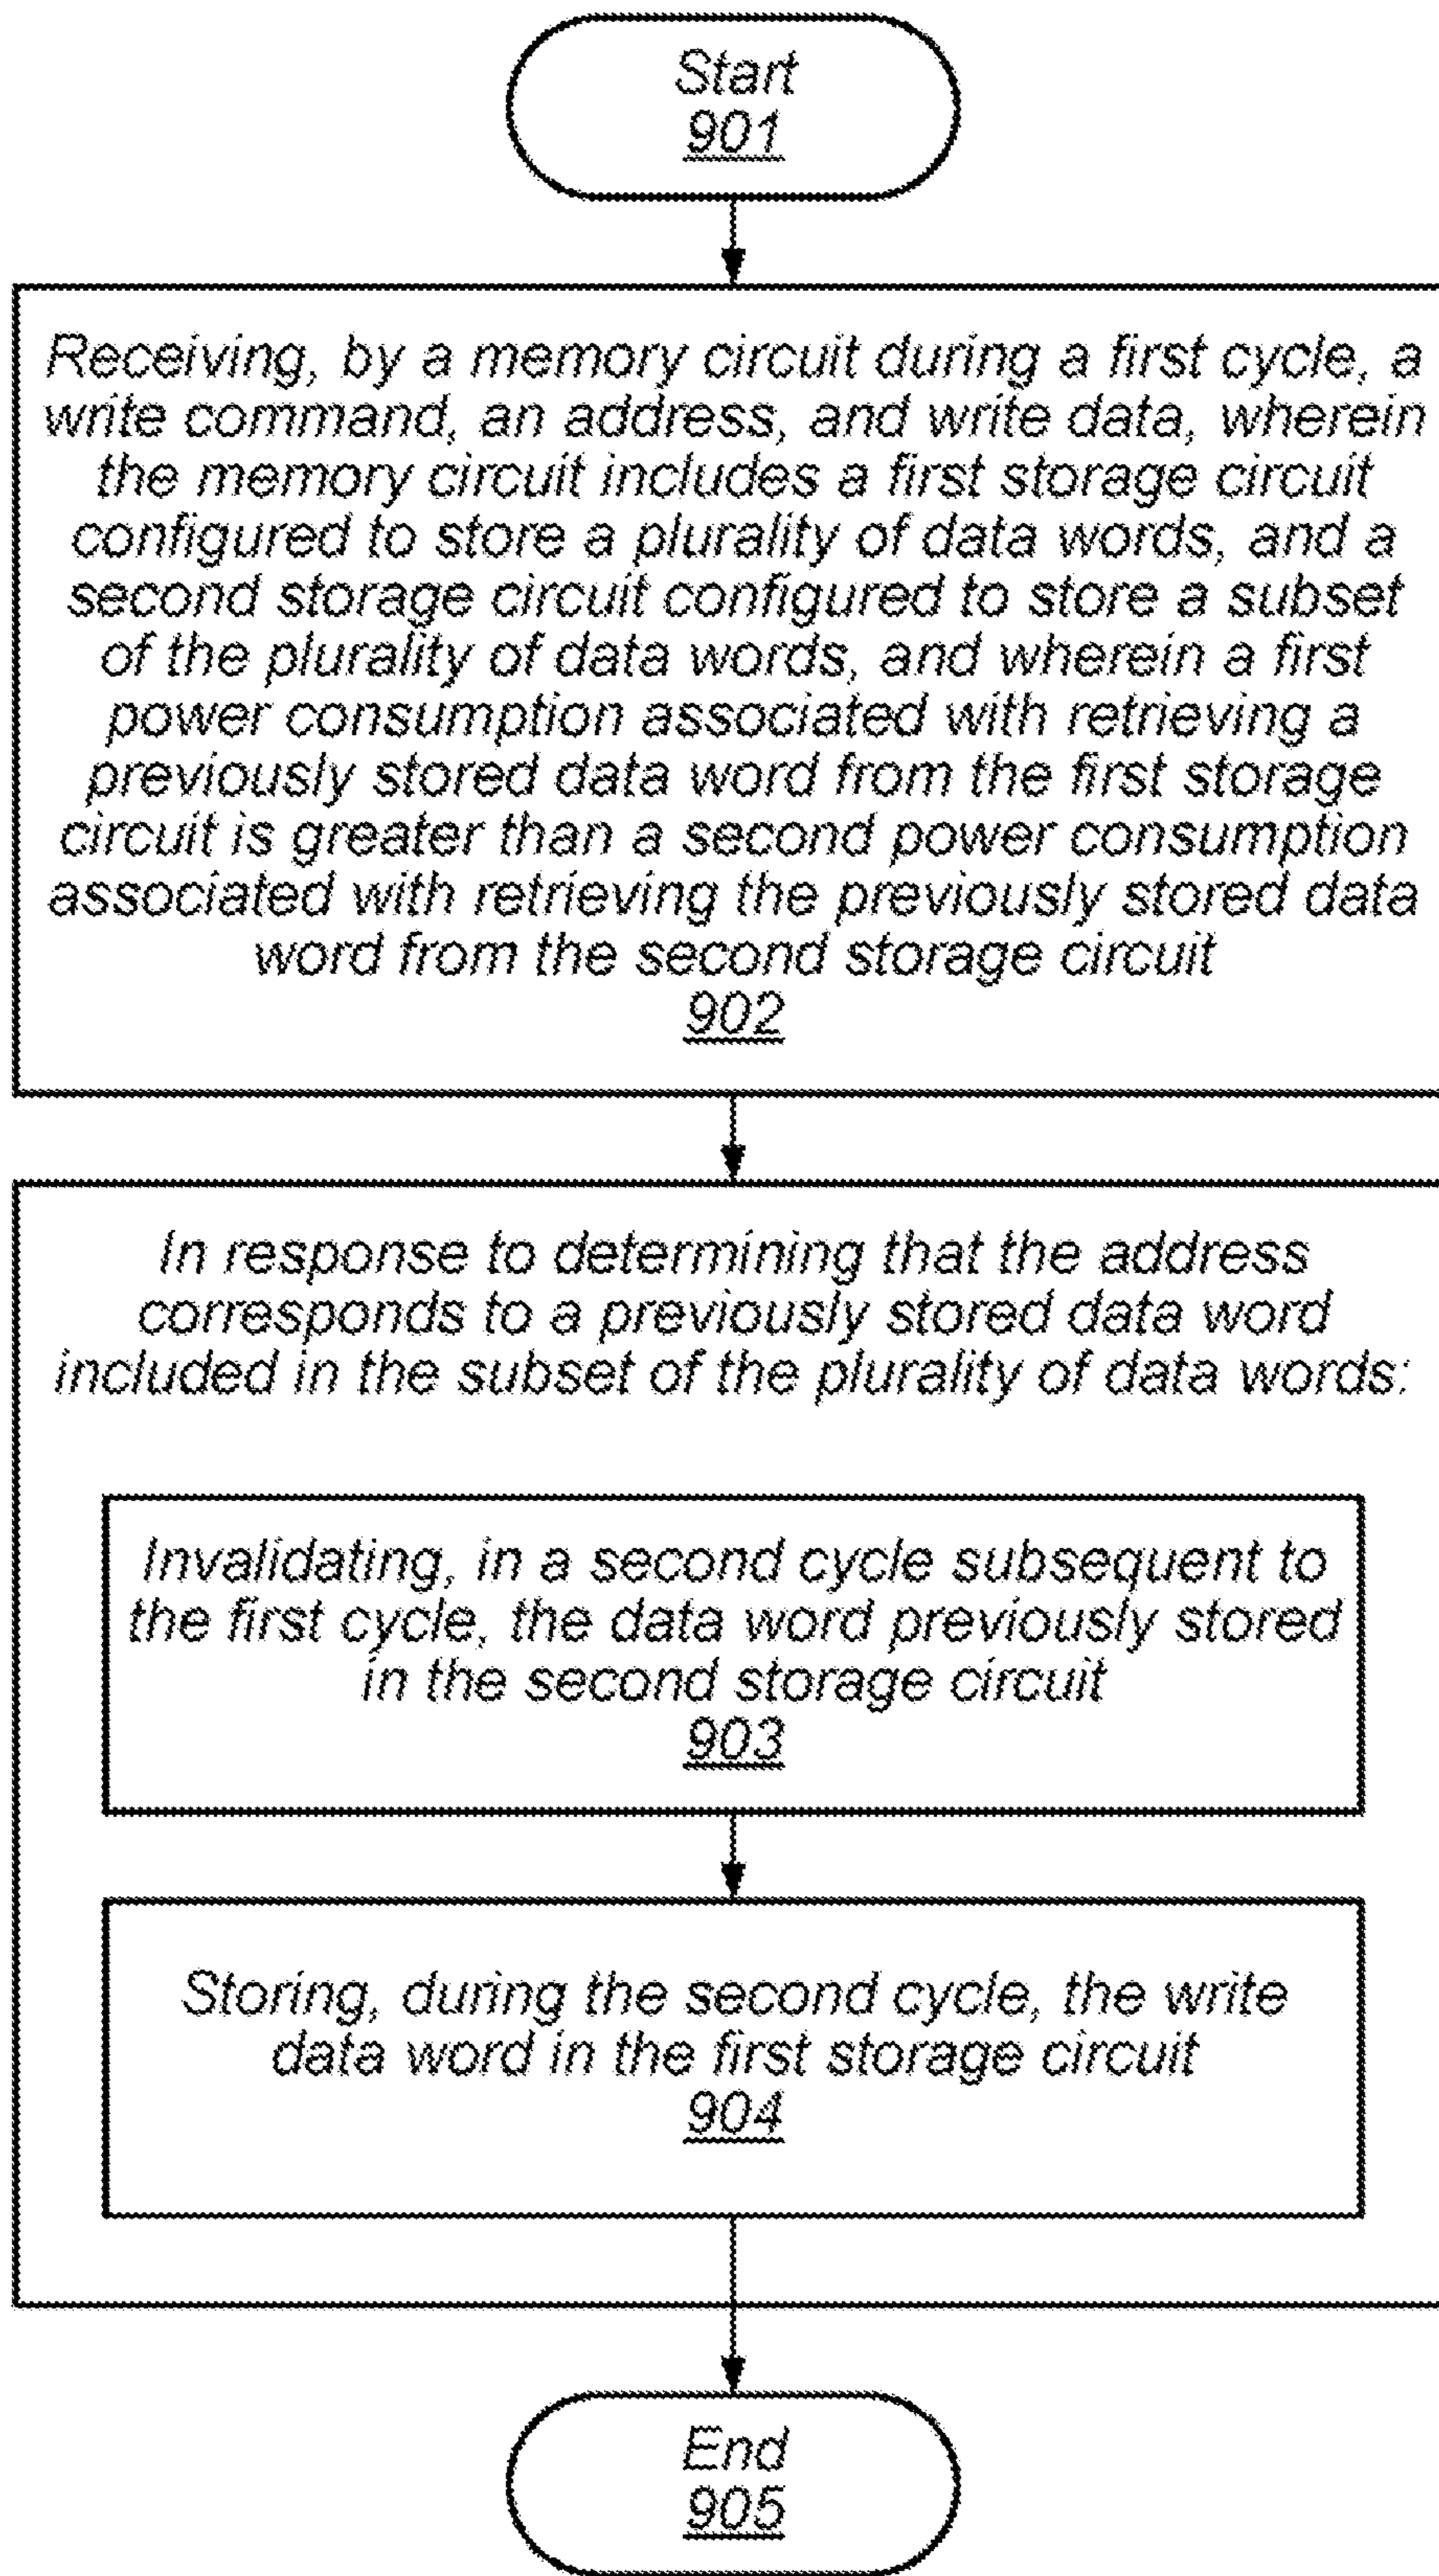 Start
901
Receiving, by a memory circuit during a first cycle, a
write command, an address, and write data, wherein
the memory circuit includes a first storage circuit
configured to store a plurality of data words, and a
second storage circuit configured to store a subset
of the plurality of data words, and wherein a first
power consumption associated with retrieving a
previously stored data word from the first storage
circuit is greater than a second power consumption
associated with retrieving the previously stored data
word from the second storage circuit
902
In response to determining that the address
corresponds to a previously stored data word
included in the subset of the plurality of data words:
Invalidating, in a second cycle subsequent to
the first cycle, the data word previously stored
in the second storage circuit
903
Storing, during the second cycle, the write
data word in the first storage circuit
904
End
905